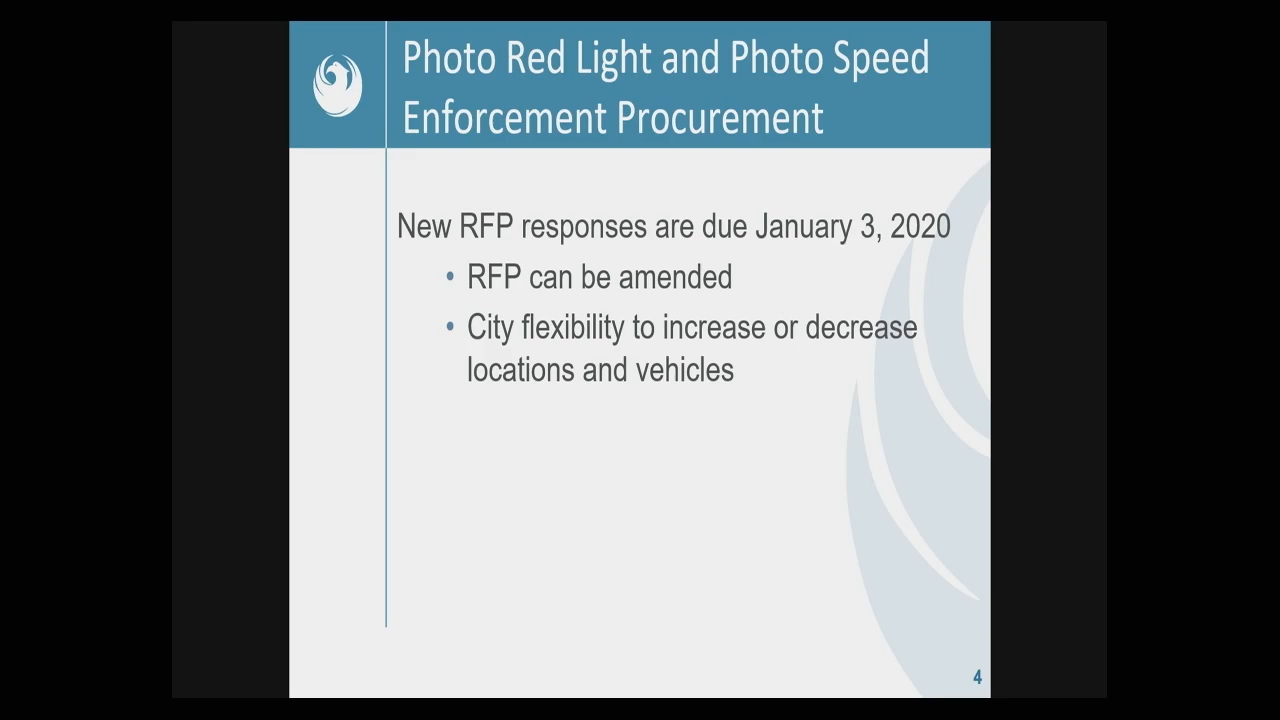 Photo Red Light and Photo Speed
Enforcement Procurement
New RFP responses are due January 3, 2020
• RFP can be amended
• City flexibility to increase or decrease
locations and vehicles
4